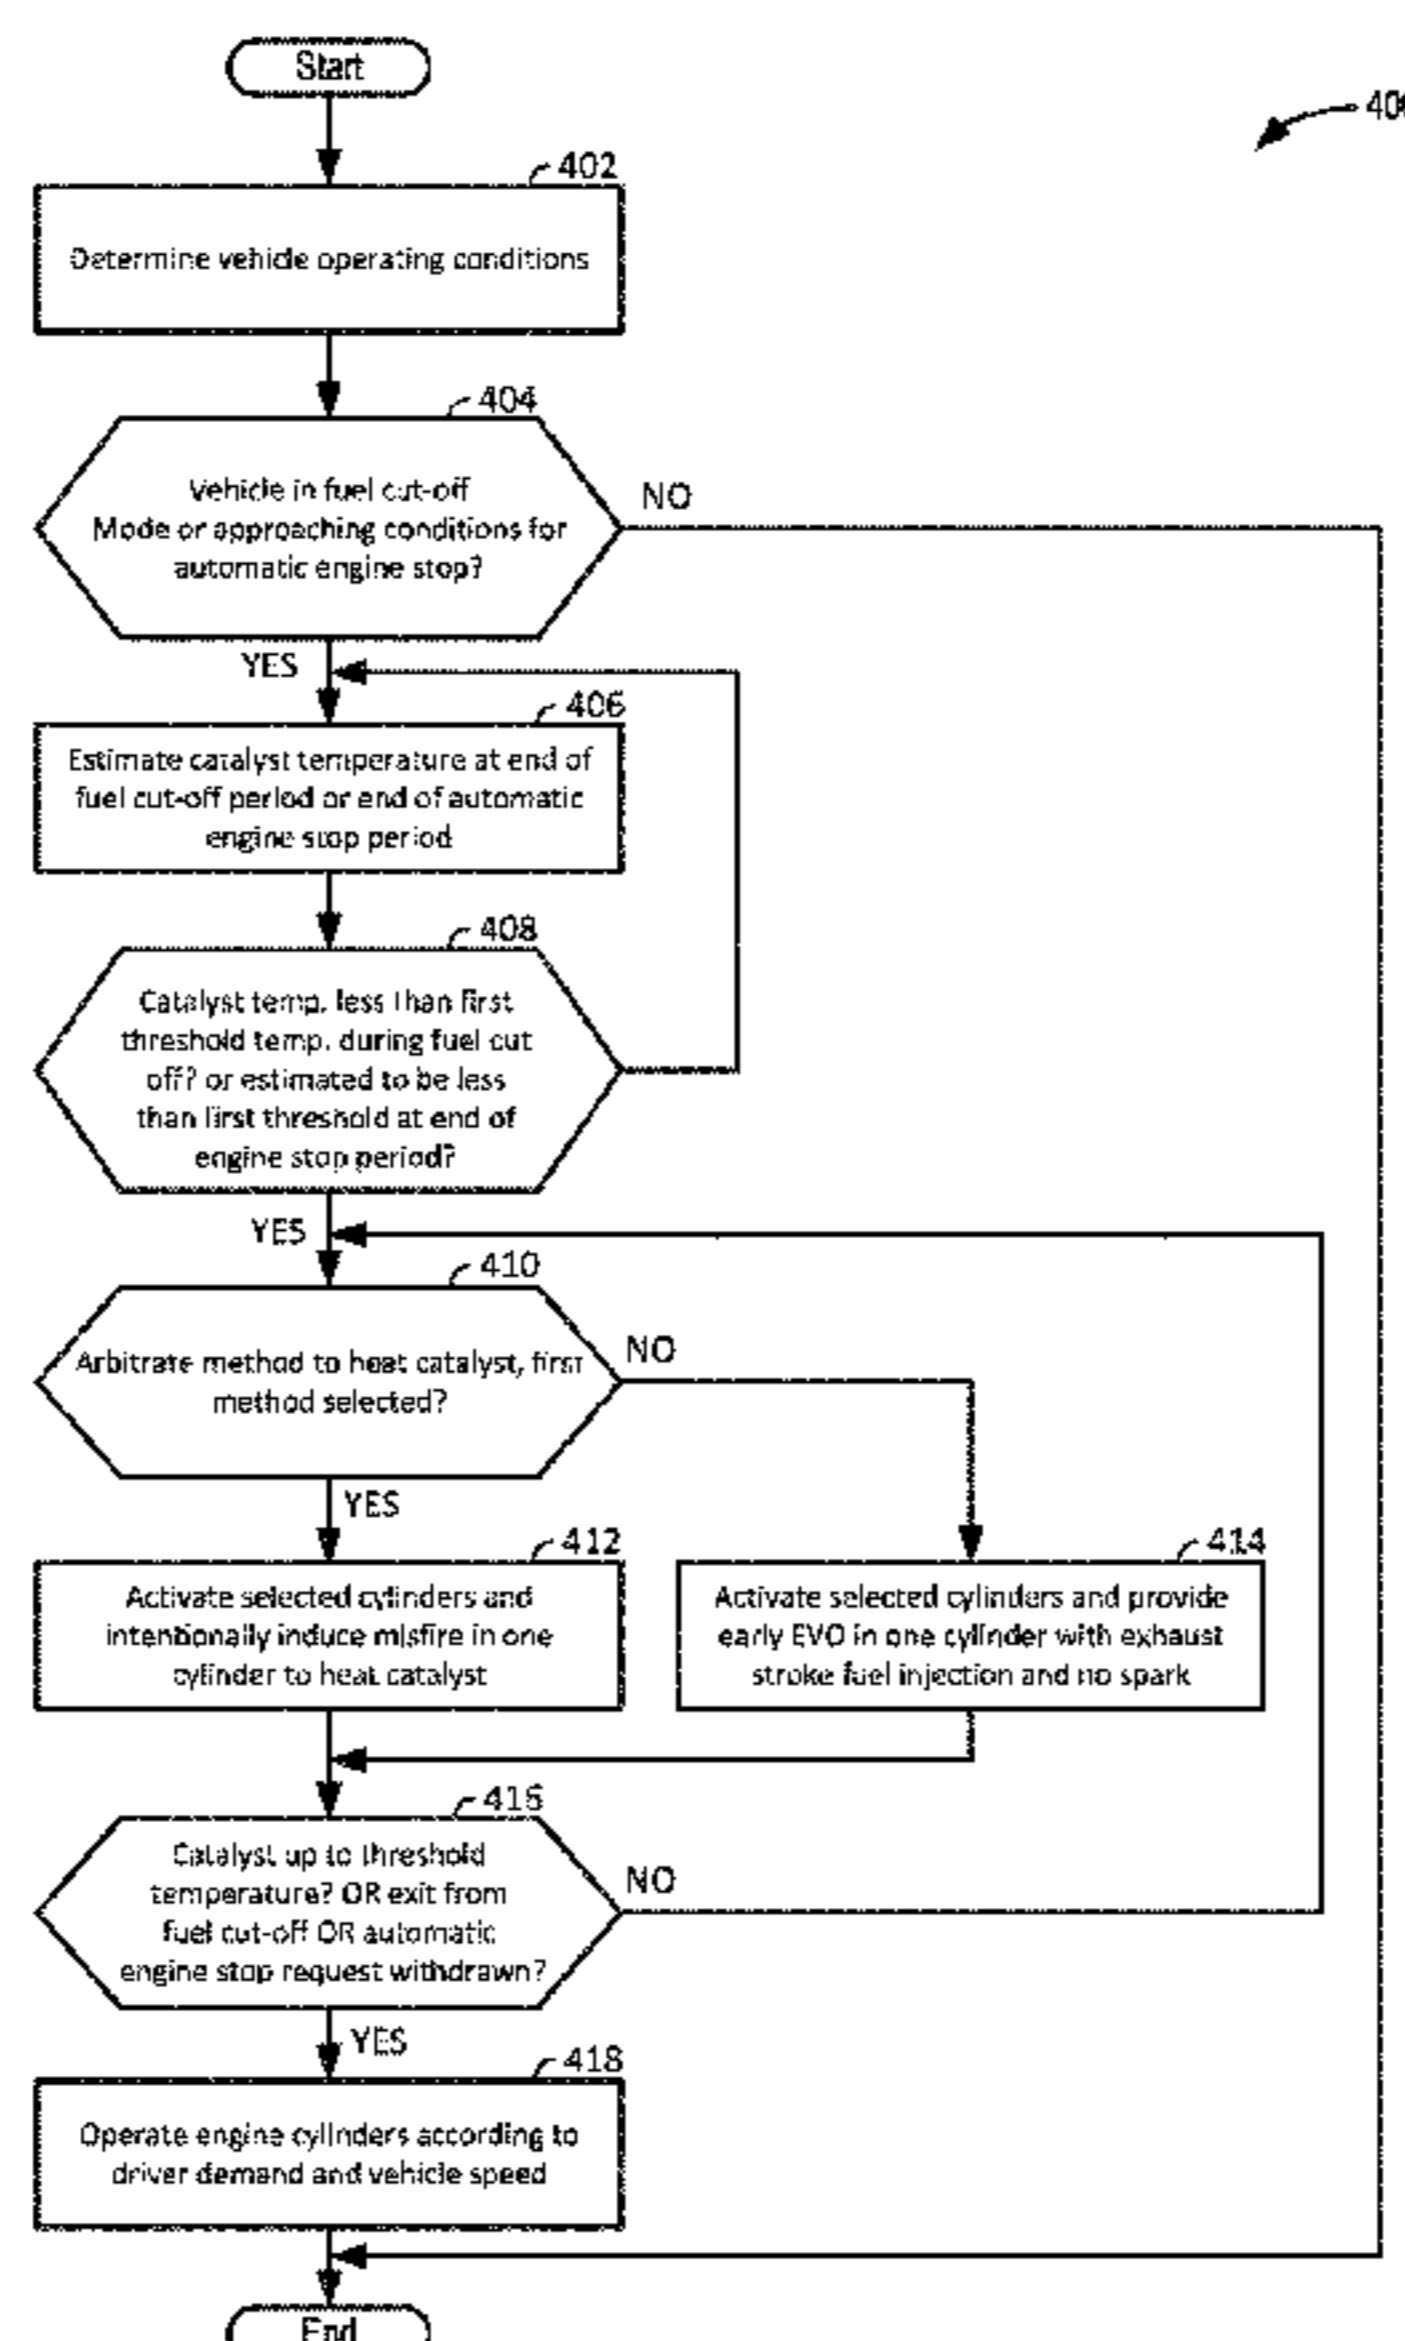 Start
402
Determine vehicle operating conditions
404
Vehicle in fuel cut-off
Mode or approaching conditions for
automatic engine stop?
NO
YES
406
Estimate catalyst temperature at end of
fuel cut-off period or end of automatic
engine stop period
408
Catalyst temp. less than first
threshold temp. during fuel cut
off? or estimated to be less
than first threshold at end of
engine stop period?
YES
410
Arbitrate method to heat catalyst, first
method selected?
NO
YES
412
Activate selected cylinders and
intentionally induce misfire in one
cylinder to heat catalyst
414
Activate selected cylinders and provide
early EVO in one cylinder with exhaust
stroke fuel injection and no spark
416
Catalyst up to threshold
temperature? OR exit from
fuel cut-off OR automatic
engine stop request withdrawn?
NO
YES
418
Operate engine cylinders according to
driver demand and vehicle speed
End